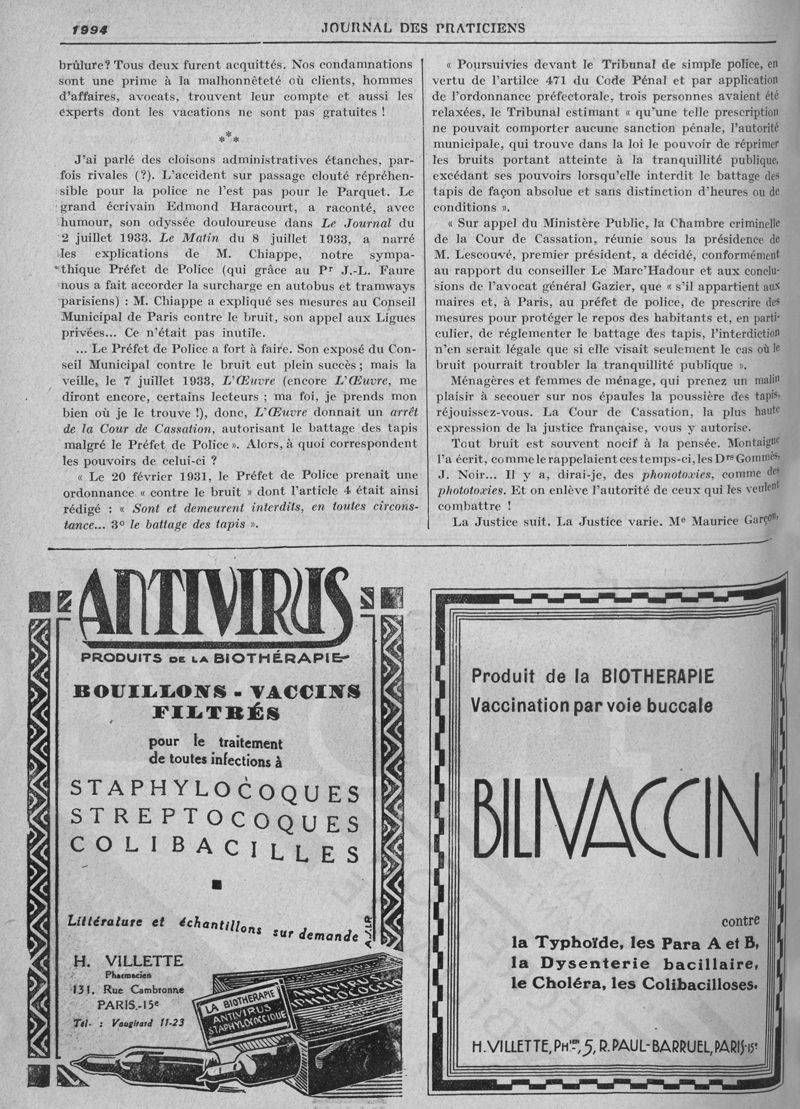 1994
JOURNAL DES PRATICIENS
brûlure? Tous deux furent acquittés. Nos condamnations
sont une prime à la malhonnêteté où clients, hommes
d'affaires, avocats, trouvent leur compte et aussi les
experts dont les vacations ne sont pas gratuites !
***
J'ai parlé des cloisons administratives étanches, par-
fois rivales (?). L'accident sur passage clouté répréhen-
sible pour la police ne l'est pas pour le Parquet. Le
grand écrivain Edmond Haracourt, a raconté, avec
humour, son odyssée douloureuse dans Le Journal du
2 juillet 1933. Le Matin du 8 juillet 1933, a narré
les explications de M. Chiappe, notre sympa-
thique Préfet de Police (qui grâce au Pr J.-L. Faure
nous a fait accorder la surcharge en autobus et tramways
parisiens) : M. Chiappe a expliqué ses mesures au Conseil
Municipal de Paris contre le bruit, son appel aux Ligues
privées... Ce n'était pas inutile.
... Le Préfet de Police a fort à faire. Son exposé du Con-
seil Municipal contre le bruit eut plein succès ; mais la
veille, le 7 juillet 1933, L'Œuvre (encore L'Œuvre, me
diront encore, certains lecteurs ; ma foi, je prends mon
bien où je le trouve !), donc, L'Œuvre donnait un arrêt
de la Cour de Cassation, autorisant le battage des tapis
malgré le Préfet de Police ». Alors, à quoi correspondent
les pouvoirs de celui-ci ?
« Le 20 février 1931, le Préfet de Police prenait une
ordonnance « contre le bruit » dont l'article 4 était ainsi
rédigé : « Sont et demeurent interdits, en toutes circons-
tance... 3o le battage des tapis ».
« Poursuivies devant le Tribunal de simple police, en
vertu de l'artilce 471 du Code Pénal et par application
de l'ordonnance préfectorale, trois personnes avaient été
relaxées, le Tribunal estimant « qu'une telle prescription
ne pouvait comporter aucune sanction pénale, l'autorité
municipale, qui trouve dans la loi le pouvoir de réprimer
les bruits portant atteinte à la tranquillité publique,
excédant ses pouvoirs lorsqu'elle interdit le battage des
tapis de façon absolue et sans distinction d'heures ou de
conditions ».
« Sur appel du Ministère Public, la Chambre criminelle
de la Cour de Cassation, réunie sous la présidence de
M. Lescouvé, premier président, a décidé, conformément
au rapport du conseiller Le Marc'Hadour et aux conclu-
sions de l'avocat général Gazier, que « s'il appartient aux
maires et, à Paris, au préfet de police, de prescrire des
mesures pour protéger le repos des habitants et, en parti-
culier, de réglementer le battage des tapis, l'interdiction
n'en serait légale que si elle visait seulement le cas où le
bruit pourrait troubler la tranquillité publique ».
Ménagères et femmes de ménage, qui prenez un malin
plaisir à secouer sur nos épaules la poussière des tapis,
réjouissez-vous. La Cour de Cassation, la plus haute
expression de la justice française, vous y autorise.
Tout bruit est souvent nocif à la pensée. Montaigne
l'a écrit, comme le rappelaient ces temps-ci, les Drs Gommès,
J. Noir... Il y a, dirai-je, des phonotoxies, comme des
phototoxies. Et on enlève l'autorité de ceux qui les veulent
combattre !
La Justice suit. La Justice varie. Me Maurice Garçon,
ANTIVIRUS
PRODUITS DE LA BIOTHÉRAPIE
BOUILLONS - VACCINS
FILTRÉS
pour le traitement
de toutes infections à
STAPHYLOCOQUES
STREPTOCOQUES
COLIBACILLES
Littérature et échantillons sur demande
H. VILLETTE
Pharmacien
131, Rue Cambronne
PARIS.-15e
Tél. : Vaugirard 11-23
LA BIOTHERAPIE
ANTIVIRUS
STAPHYLOCOCCIQUE
Produit de la BIOTHERAPIE
Vaccination par voie buccale
BILIVACCIN
contre
la Typhoïde, les Para A et B,
la Dysenterie bacillaire,
le Choléra, les Colibacilloses.
H. VILLETTE, PHien, 5, R. PAUL-BARRUEL, PARIS-15e